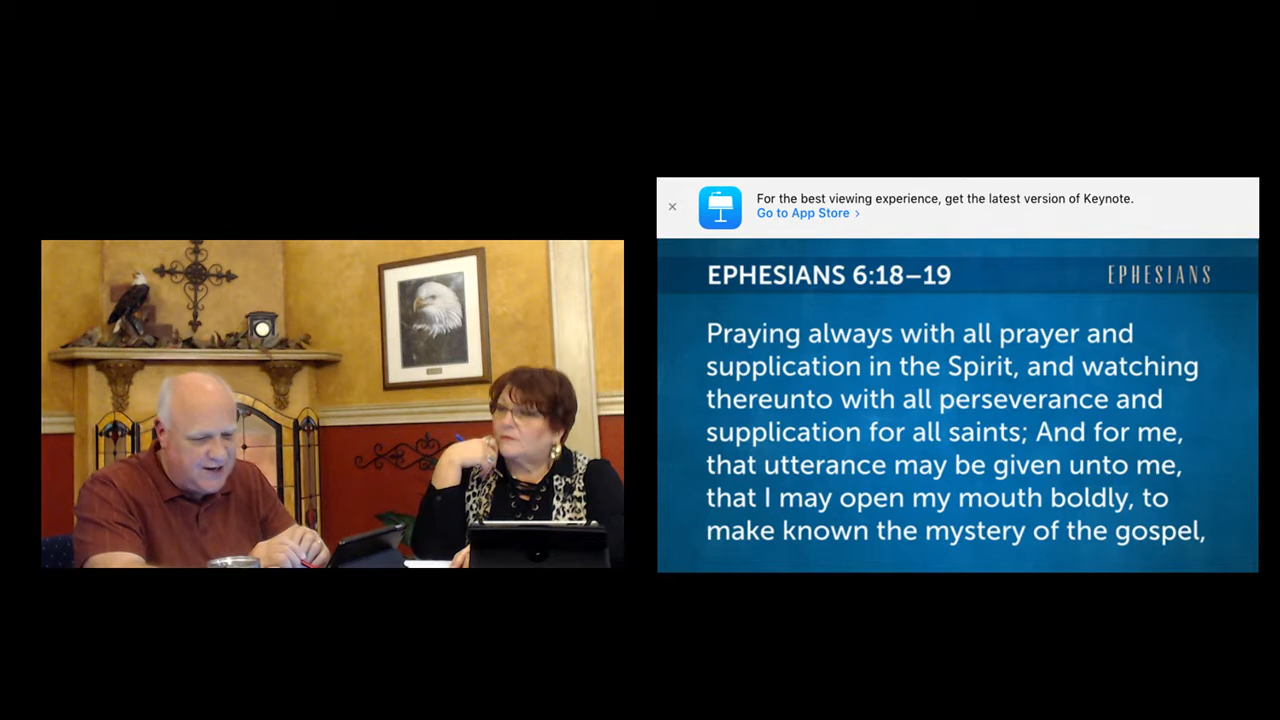 For the best viewing experience, get the latest version of Keynote.
Go to App Store >
EPHESIANS 6:18–19
EPHESIANS
Praying always with all prayer and
supplication in the Spirit, and watching
thereunto with all perseverance and
supplication for all saints; And for me,
that utterance may be given unto me,
that I may open my mouth boldly, to
make known the mystery of the gospel,